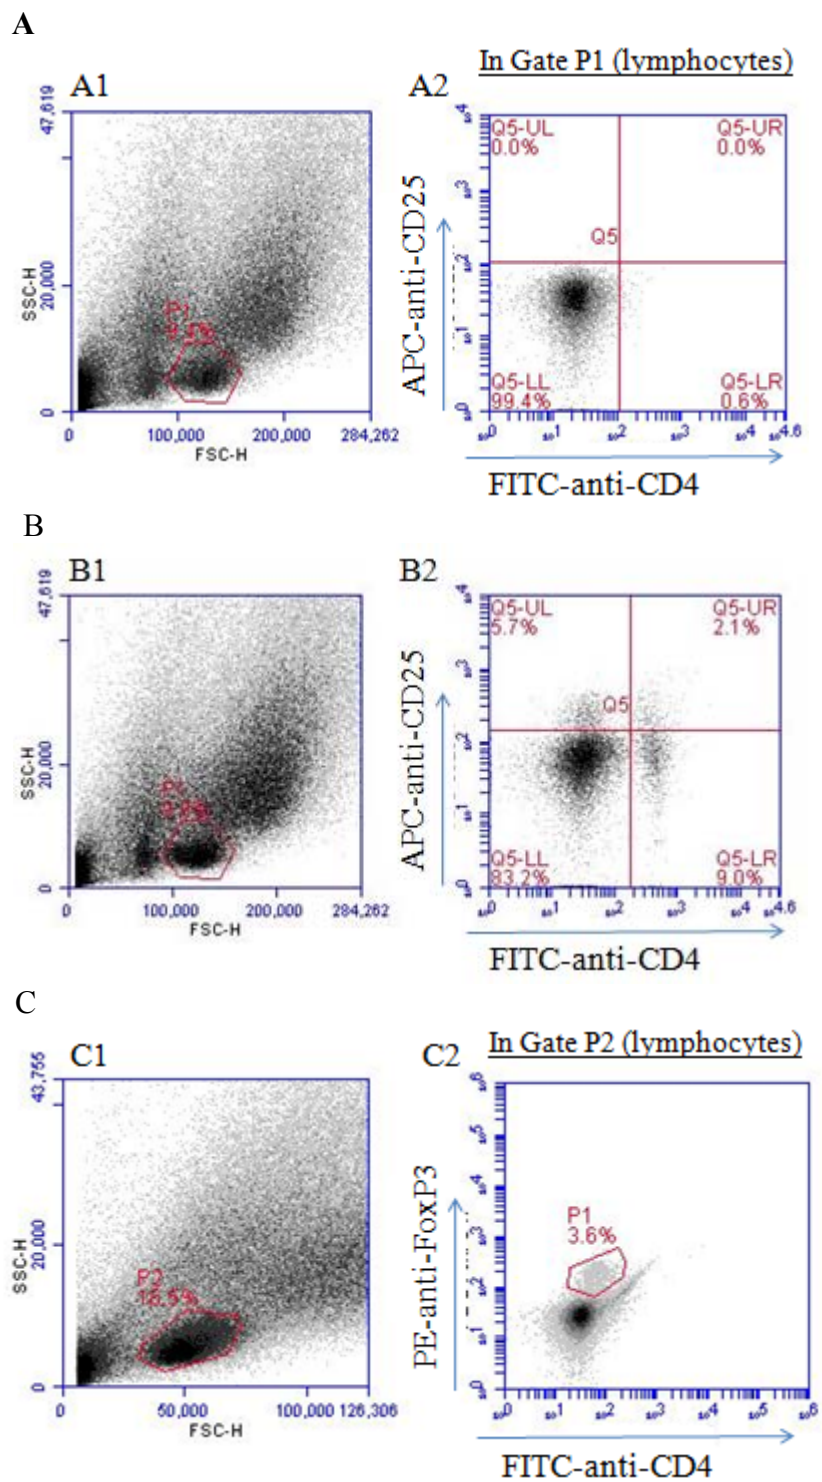 A
In Gate P1 (lymphocytes)
A1
A2
47,619
20,000
0
SSC-H
P1
0
100,000
200,000
284,262
FSC-H
APC-anti-CD25
Q5-UL
0.0%
Q5-UR
0.0%
Q5
Q5-LL
99.4%
Q5-LR
0.6%
FITC-anti-CD4
B
B1
B2
47,619
20,000
0
SSC-H
P1
0
100,000
200,000
284,262
FSC-H
APC-anti-CD25
Q5-UL
5.7%
Q5-UR
2.1%
Q5
Q5-LL
83.2%
Q5-LR
9.0%
FITC-anti-CD4
C
In Gate P2 (lymphocytes)
C1
C2
43,755
20,000
0
SSC-H
P2
0
50,000
100,000
126,306
FSC-H
PE-anti-FoxP3
P1
3.6%
FITC-anti-CD4